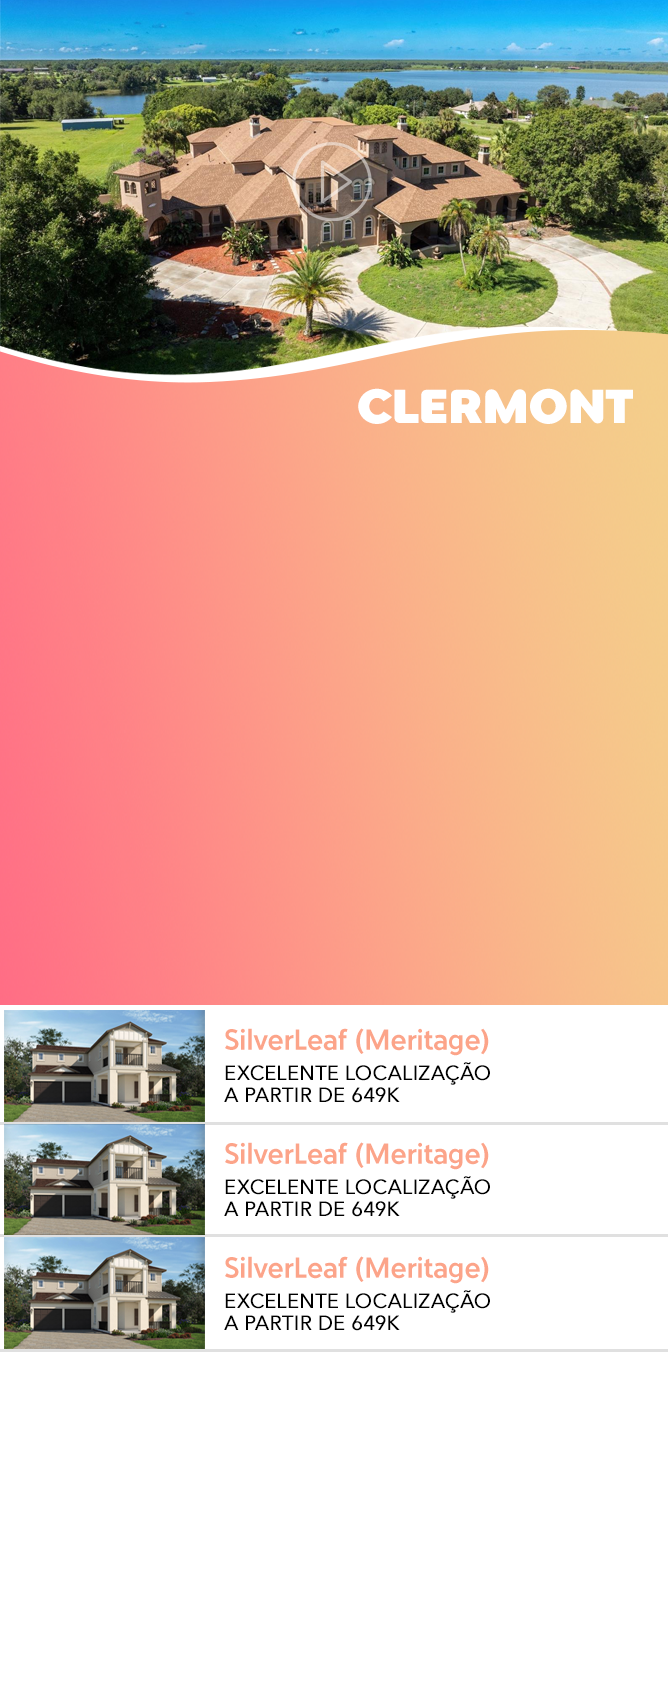 CLERMONT
SilverLeaf (Meritage)
EXCELENTE LOCALIZAÇÃO
A PARTIR DE 649K
SilverLeaf (Meritage)
EXCELENTE LOCALIZAÇÃO
A PARTIR DE 649K
SilverLeaf (Meritage)
EXCELENTE LOCALIZAÇÃO
A PARTIR DE 649K